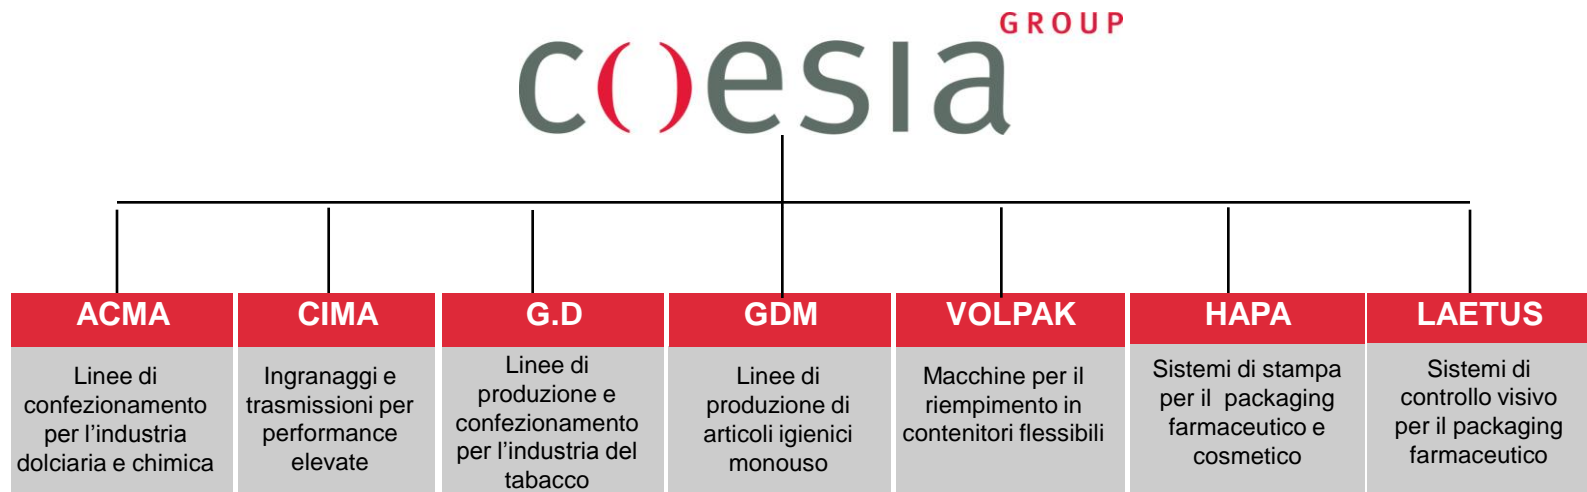 GROUP
coesia
ACMA
Linee di
confezionamento
per l’industria
dolciaria e chimica
CIMA
Ingranaggi e
trasmissioni per
performance
elevate
G.D
Linee di
produzione e
confezionamento
per l’industria del
tabacco
GDM
Linee di
produzione di
articoli igienici
monouso
VOLPAK
Macchine per il
riempimento in
contenitori flessibili
HAPA
Sistemi di stampa
per il  packaging
farmaceutico e
cosmetico
LAETUS
Sistemi di
controllo visivo
per il packaging
farmaceutico